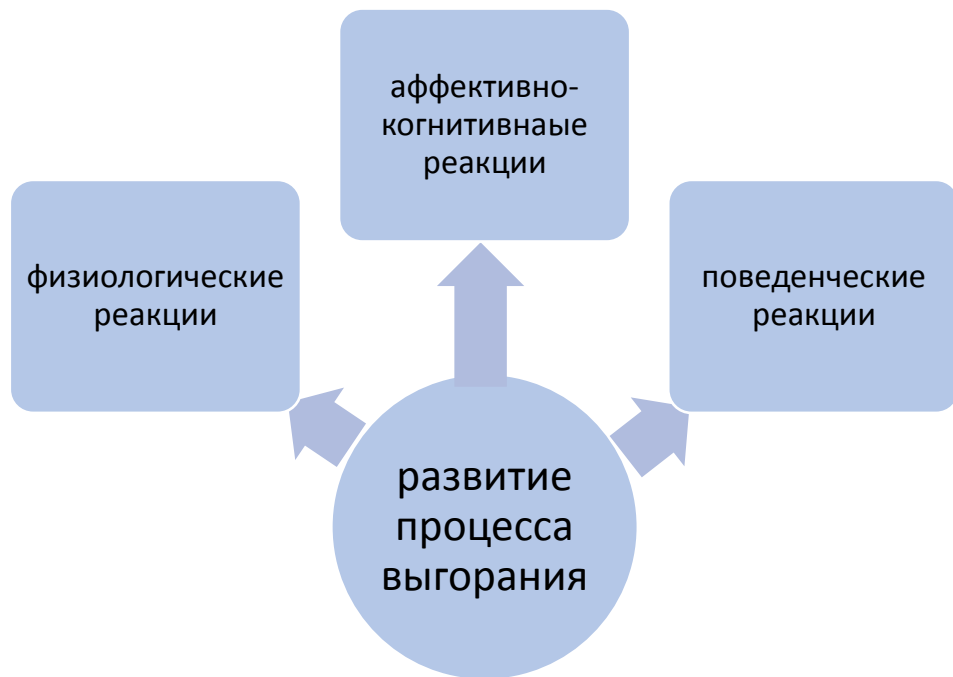 аффективно-
когнитивнаые
реакции
физиологические
реакции
поведенческие
реакции
развитие
процесса
выгорания